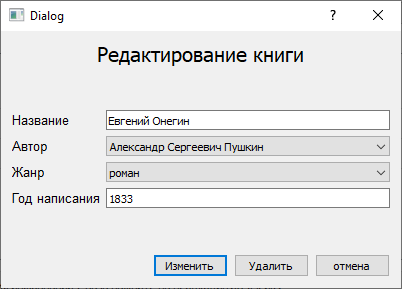 Dialog
Редактирование книги
Название Евгений Онегин
Автор Александр Сергеевич Пушкин
Жанр роман
Год написания 1833
Изменить Удалить отмена